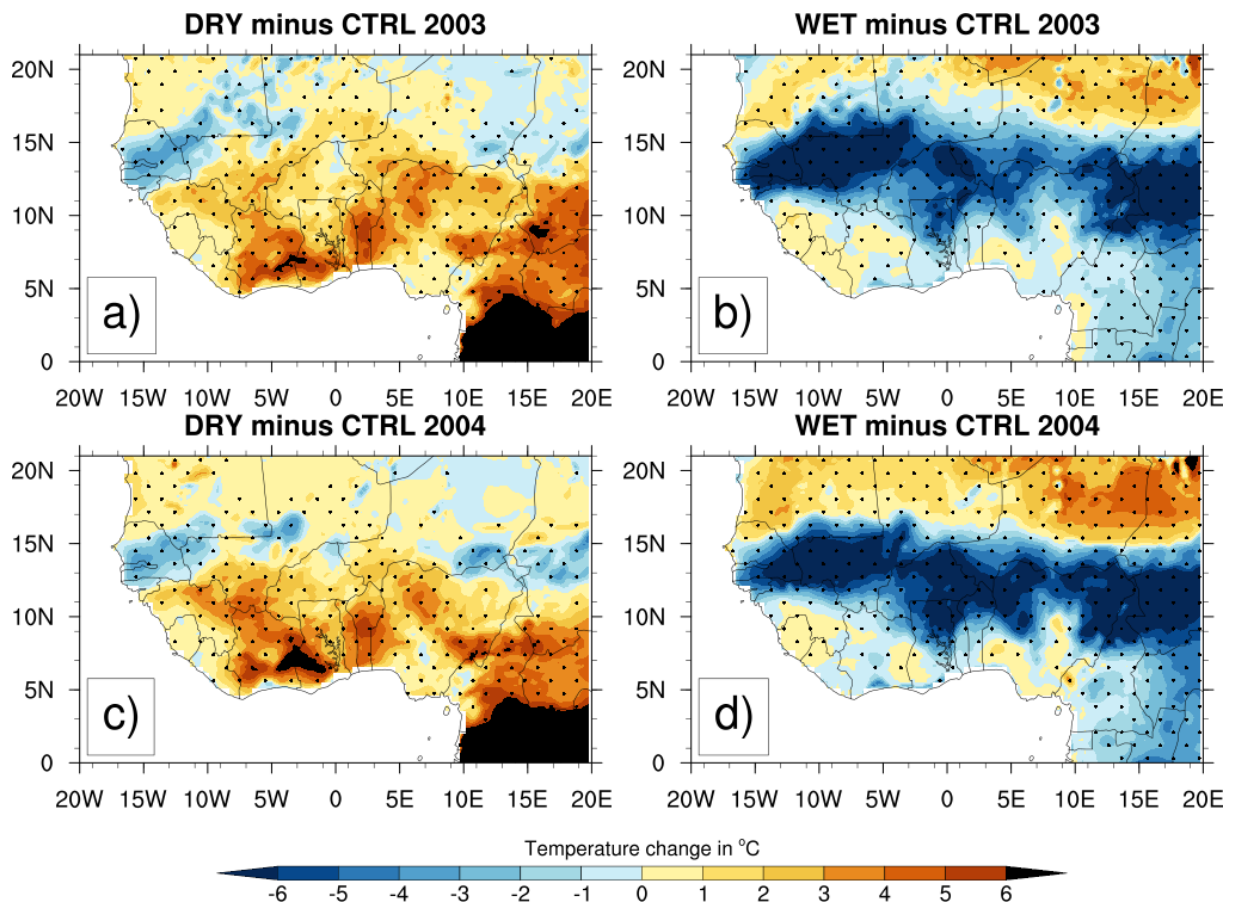 DRY minus CTRL 2003
WET minus CTRL 2003
20N
15N
10N
5N
0
a)
20W 15W 10W 5W 0 5E 10E 15E 20E
20N
15N
10N
5N
0
b)
20W 15W 10W 5W 0 5E 10E 15E 20E
DRY minus CTRL 2004
WET minus CTRL 2004
20N
15N
10N
5N
0
c)
20W 15W 10W 5W 0 5E 10E 15E 20E
20N
15N
10N
5N
0
d)
20W 15W 10W 5W 0 5E 10E 15E 20E
Temperature change in °C
-6 -5 -4 -3 -2 -1 0 1 2 3 4 5 6